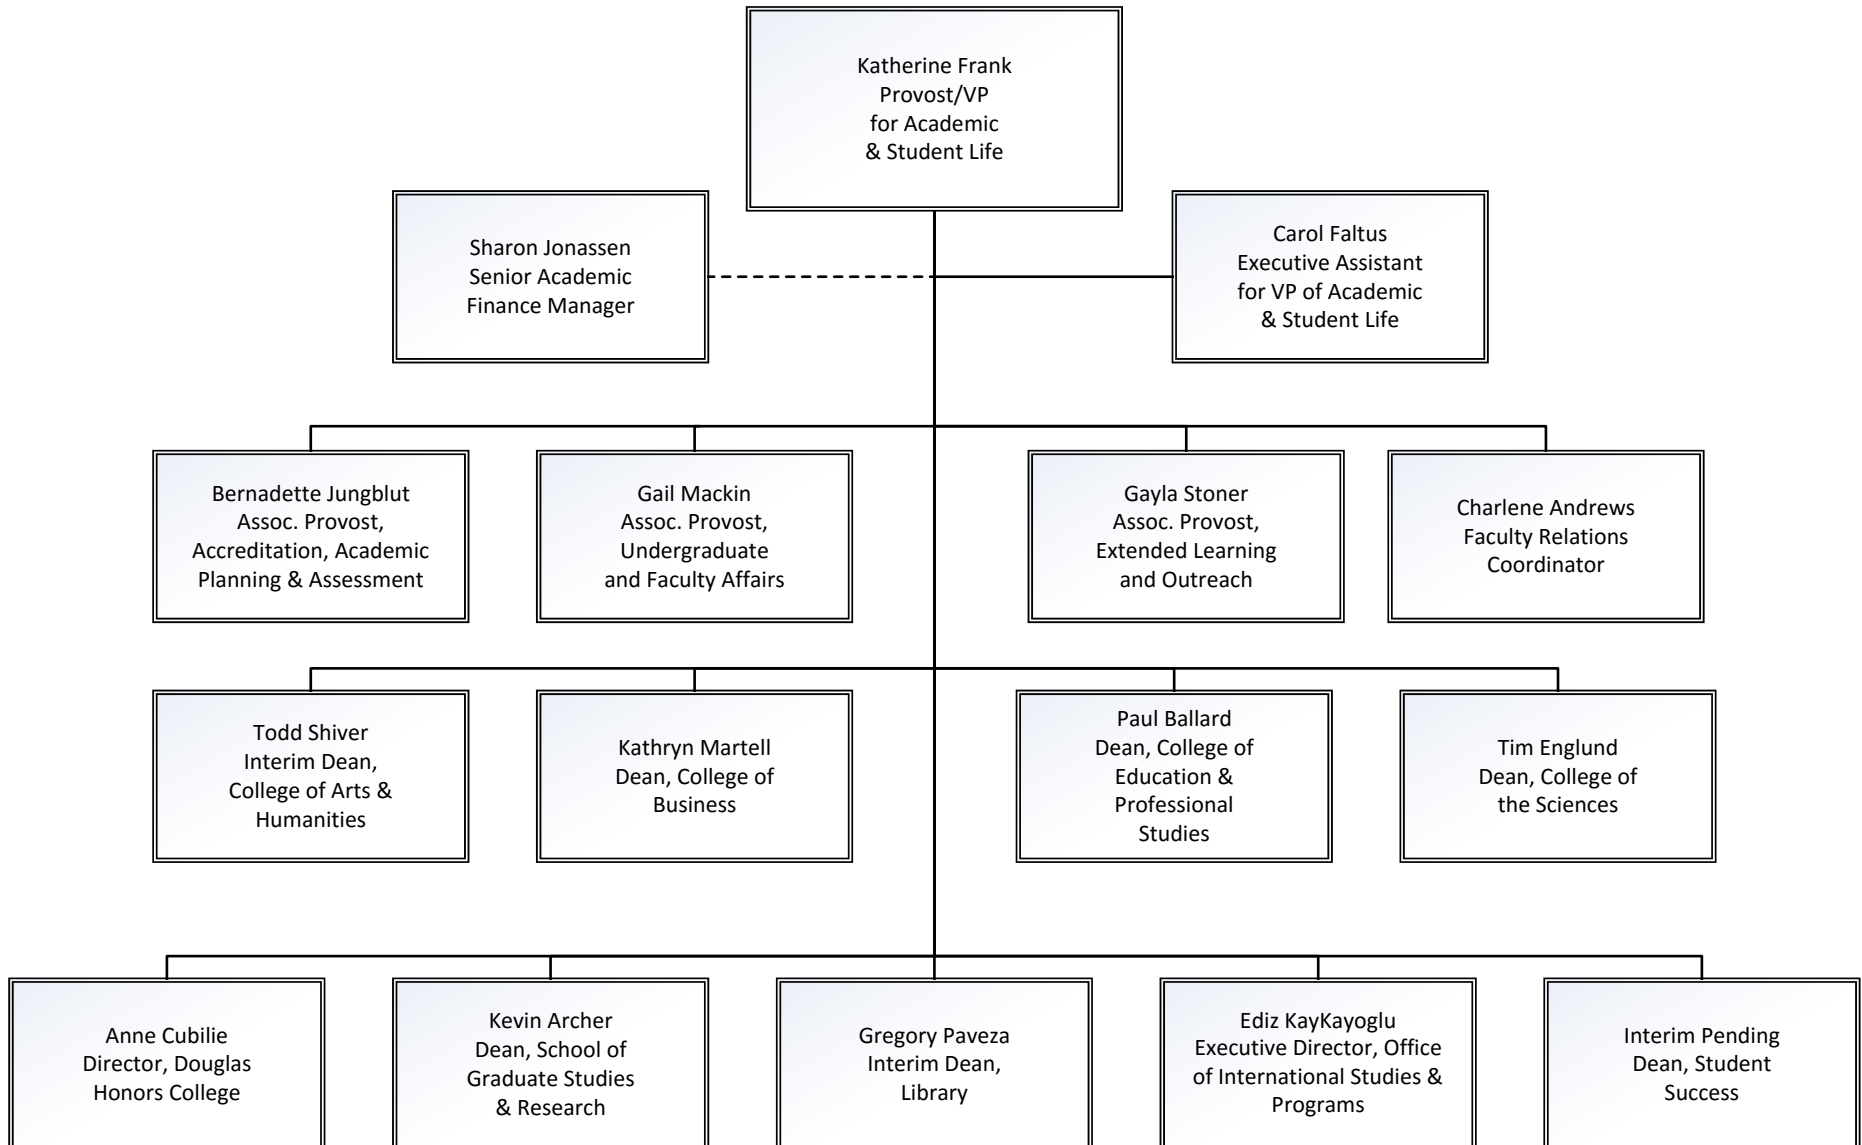 Katherine Frank
Provost/VP
for Academic
& Student Life
Sharon Jonassen
Senior Academic
Finance Manager
Carol Faltus
Executive Assistant
for VP of Academic
& Student Life
Bernadette Jungblut
Assoc. Provost,
Accreditation, Academic
Planning & Assessment
Gail Mackin
Assoc. Provost,
Undergraduate
and Faculty Affairs
Gayla Stoner
Assoc. Provost,
Extended Learning
and Outreach
Charlene Andrews
Faculty Relations
Coordinator
Todd Shiver
Interim Dean,
College of Arts &
Humanities
Kathryn Martell
Dean, College of
Business
Paul Ballard
Dean, College of
Education &
Professional
Studies
Tim Englund
Dean, College of
the Sciences
Anne Cubilie
Director, Douglas
Honors College
Kevin Archer
Dean, School of
Graduate Studies
& Research
Gregory Paveza
Interim Dean,
Library
Ediz KayKayoglu
Executive Director, Office
of International Studies &
Programs
Interim Pending
Dean, Student
Success